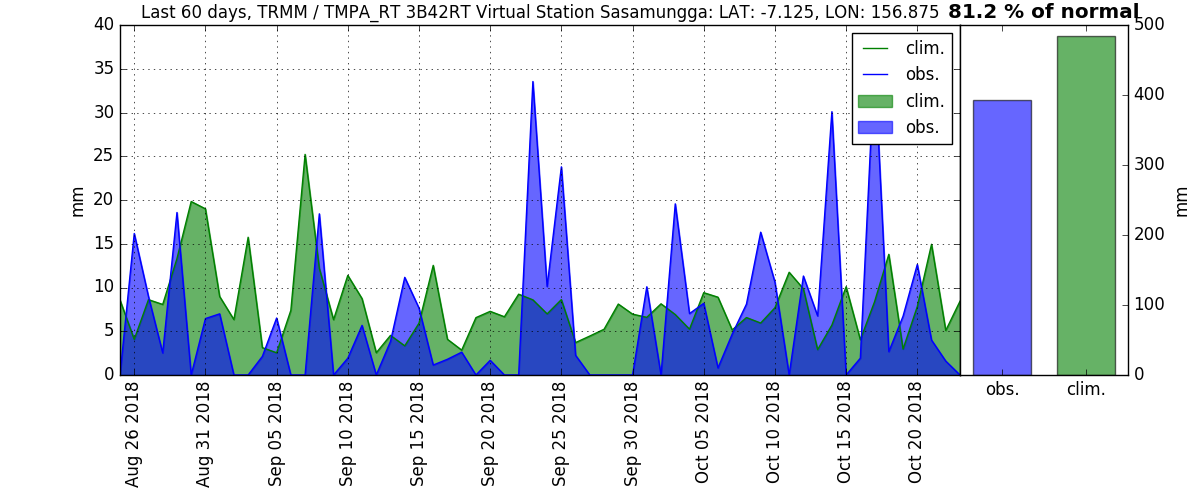 Last 60 days, TRMM / TMPA_RT 3B42RT Virtual Station Sasamungga: LAT: -7.125, LON: 156.875 81.2 % of normal
40
35
30
25
20
15
10
5
0
mm
clim.
obs.
clim.
obs.
500
400
300
200
100
0
mm
obs. clim.
Aug 26 2018
Aug 31 2018
Sep 05 2018
Sep 10 2018
Sep 15 2018
Sep 20 2018
Sep 25 2018
Sep 30 2018
Oct 05 2018
Oct 10 2018
Oct 15 2018
Oct 20 2018